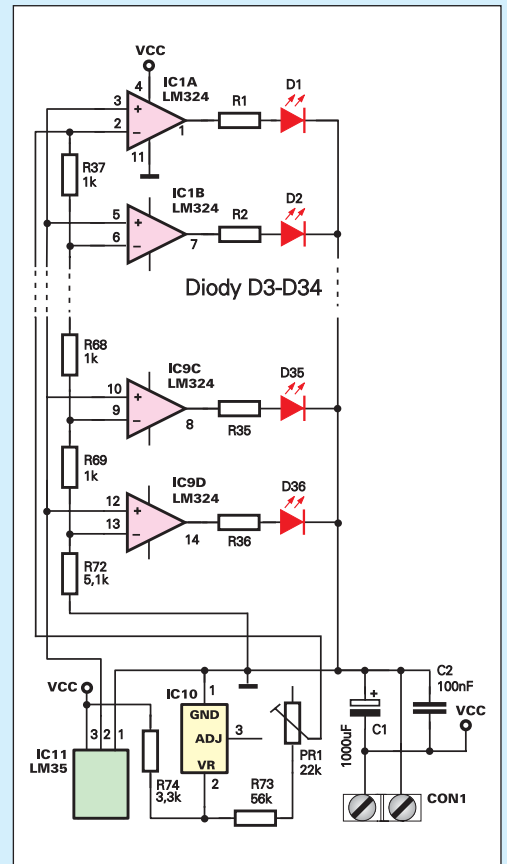 VCC
4
IC1A
LM324
3
+
2
−
1
11
R1
D1
R37
1k
IC1B
LM324
5
+
6
−
7
R2
D2
Diody D3-D34
R68
1k
IC9C
LM324
10
+
9
−
8
R35
D35
R69
1k
IC9D
LM324
12
+
13
−
14
R36
D36
R72
5,1k
VCC
3
2
1
IC11
LM35
R74
3,3k
IC10
1
GND
ADJ
3
VR
2
R73
56k
PR1
22k
+
1000uF
C1
C2
100nF
VCC
CON1